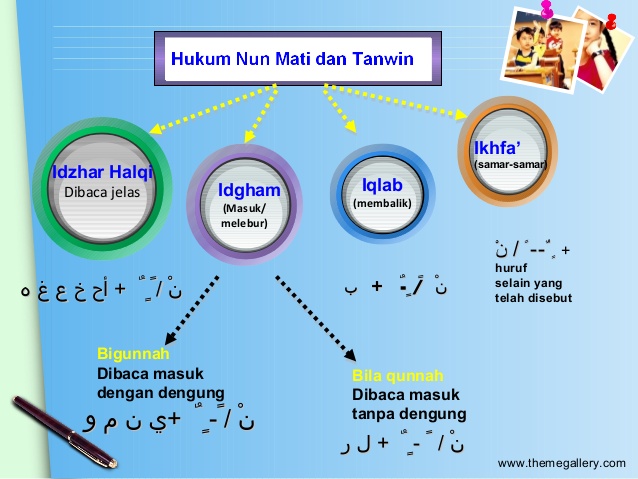 Hukum Nun Mati dan Tanwin
Idzhar Halqi
Dibaca jelas
Idgham
(Masuk/
melebur)
Iqlab
(membalik)
Ikhfa’
(samar-samar)
نْ / ًٌٍ + أح خ ع غ ه
نْ / ًٍ - ٌ + ب
نْ / ً -- ٌٍ +
huruf
selain yang
telah disebut
Bigunnah
Dibaca masuk
dengan dengung
نْ / ً - ٌٍ + ي ن م و
Bila qunnah
Dibaca masuk
tanpa dengung
نْ / ً - ٌٍ + ل ر
www.themegallery.com